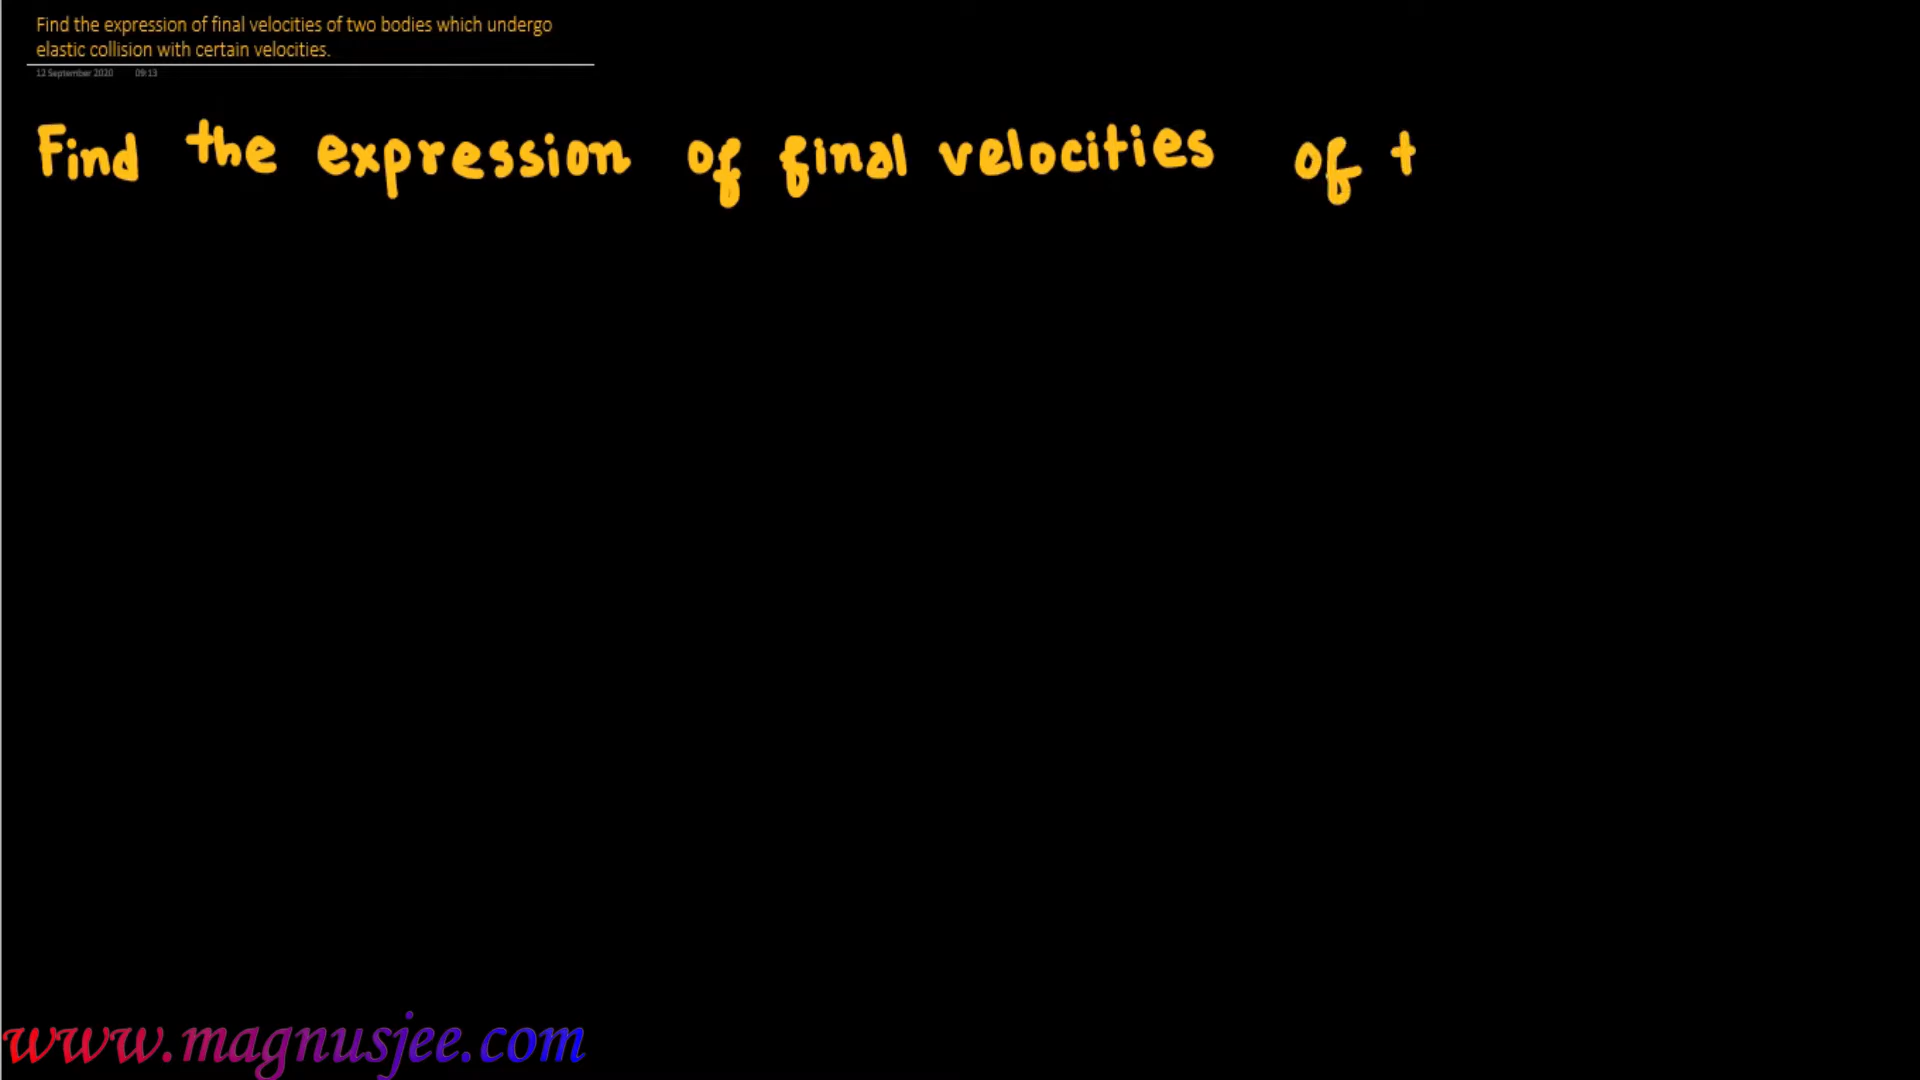 Find the expression of final velocities of two bodies which undergo
elastic collision with certain velocities.
12 September 2020 09:13
Find the expression of final velocities of t
www.magnusjee.com